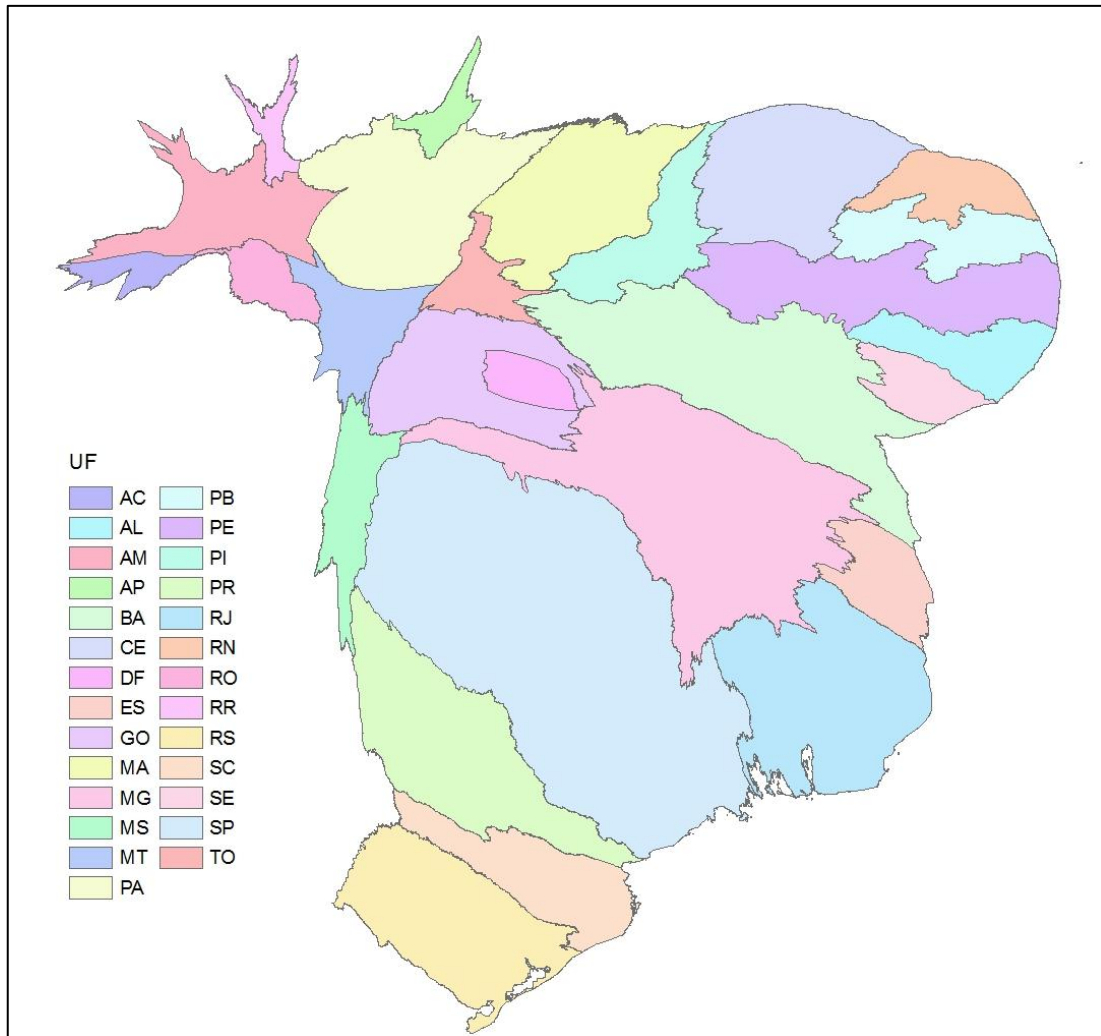 UF
AC PB
AL PE
AM PI
AP PR
BA RJ
CE RN
DF RO
ES RR
GO RS
MA SC
MG SE
MS SP
MT TO
PA